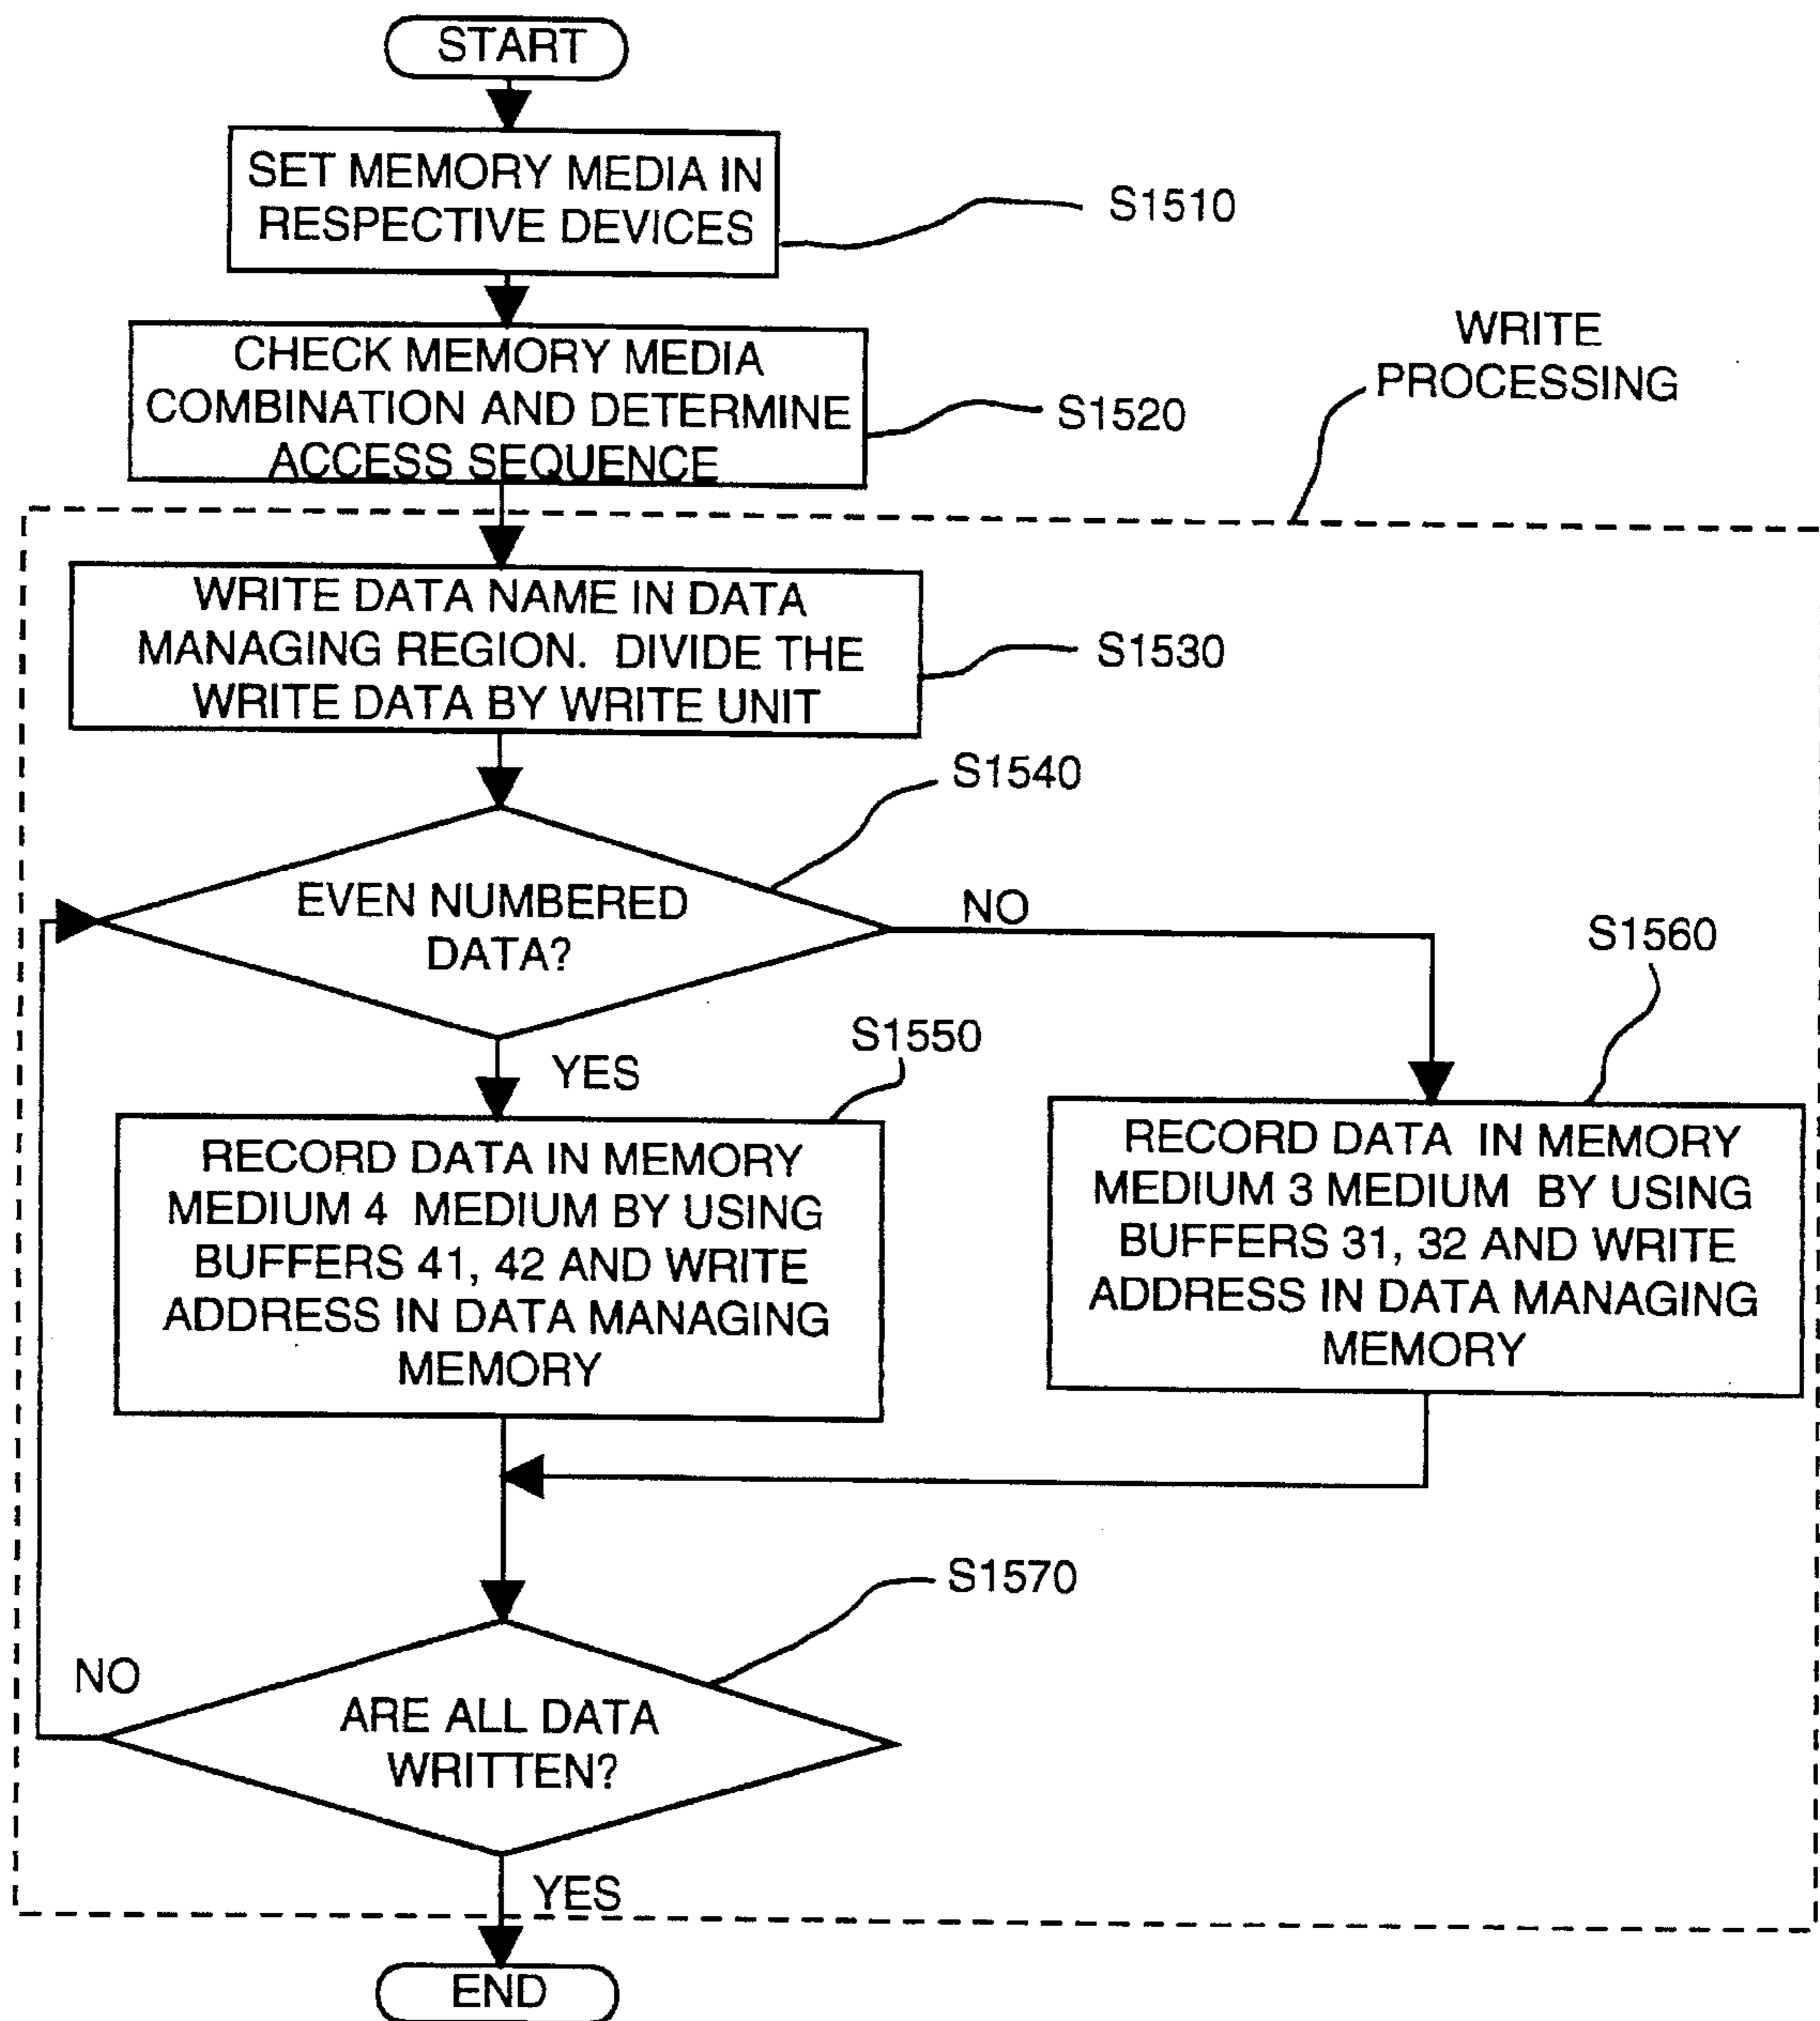 START
SET MEMORY MEDIA IN
RESPECTIVE DEVICES
S1510
CHECK MEMORY MEDIA
COMBINATION AND DETERMINE
ACCESS SEQUENCE
S1520
WRITE
PROCESSING
WRITE DATA NAME IN DATA
MANAGING REGION. DIVIDE THE
WRITE DATA BY WRITE UNIT
S1530
S1540
EVEN NUMBERED
DATA?
NO
YES
S1550
S1560
RECORD DATA IN MEMORY
MEDIUM 4 MEDIUM BY USING
BUFFERS 41, 42 AND WRITE
ADDRESS IN DATA MANAGING
MEMORY
RECORD DATA IN MEMORY
MEDIUM 3 MEDIUM BY USING
BUFFERS 31, 32 AND WRITE
ADDRESS IN DATA MANAGING
MEMORY
S1570
NO
ARE ALL DATA
WRITTEN?
YES
END